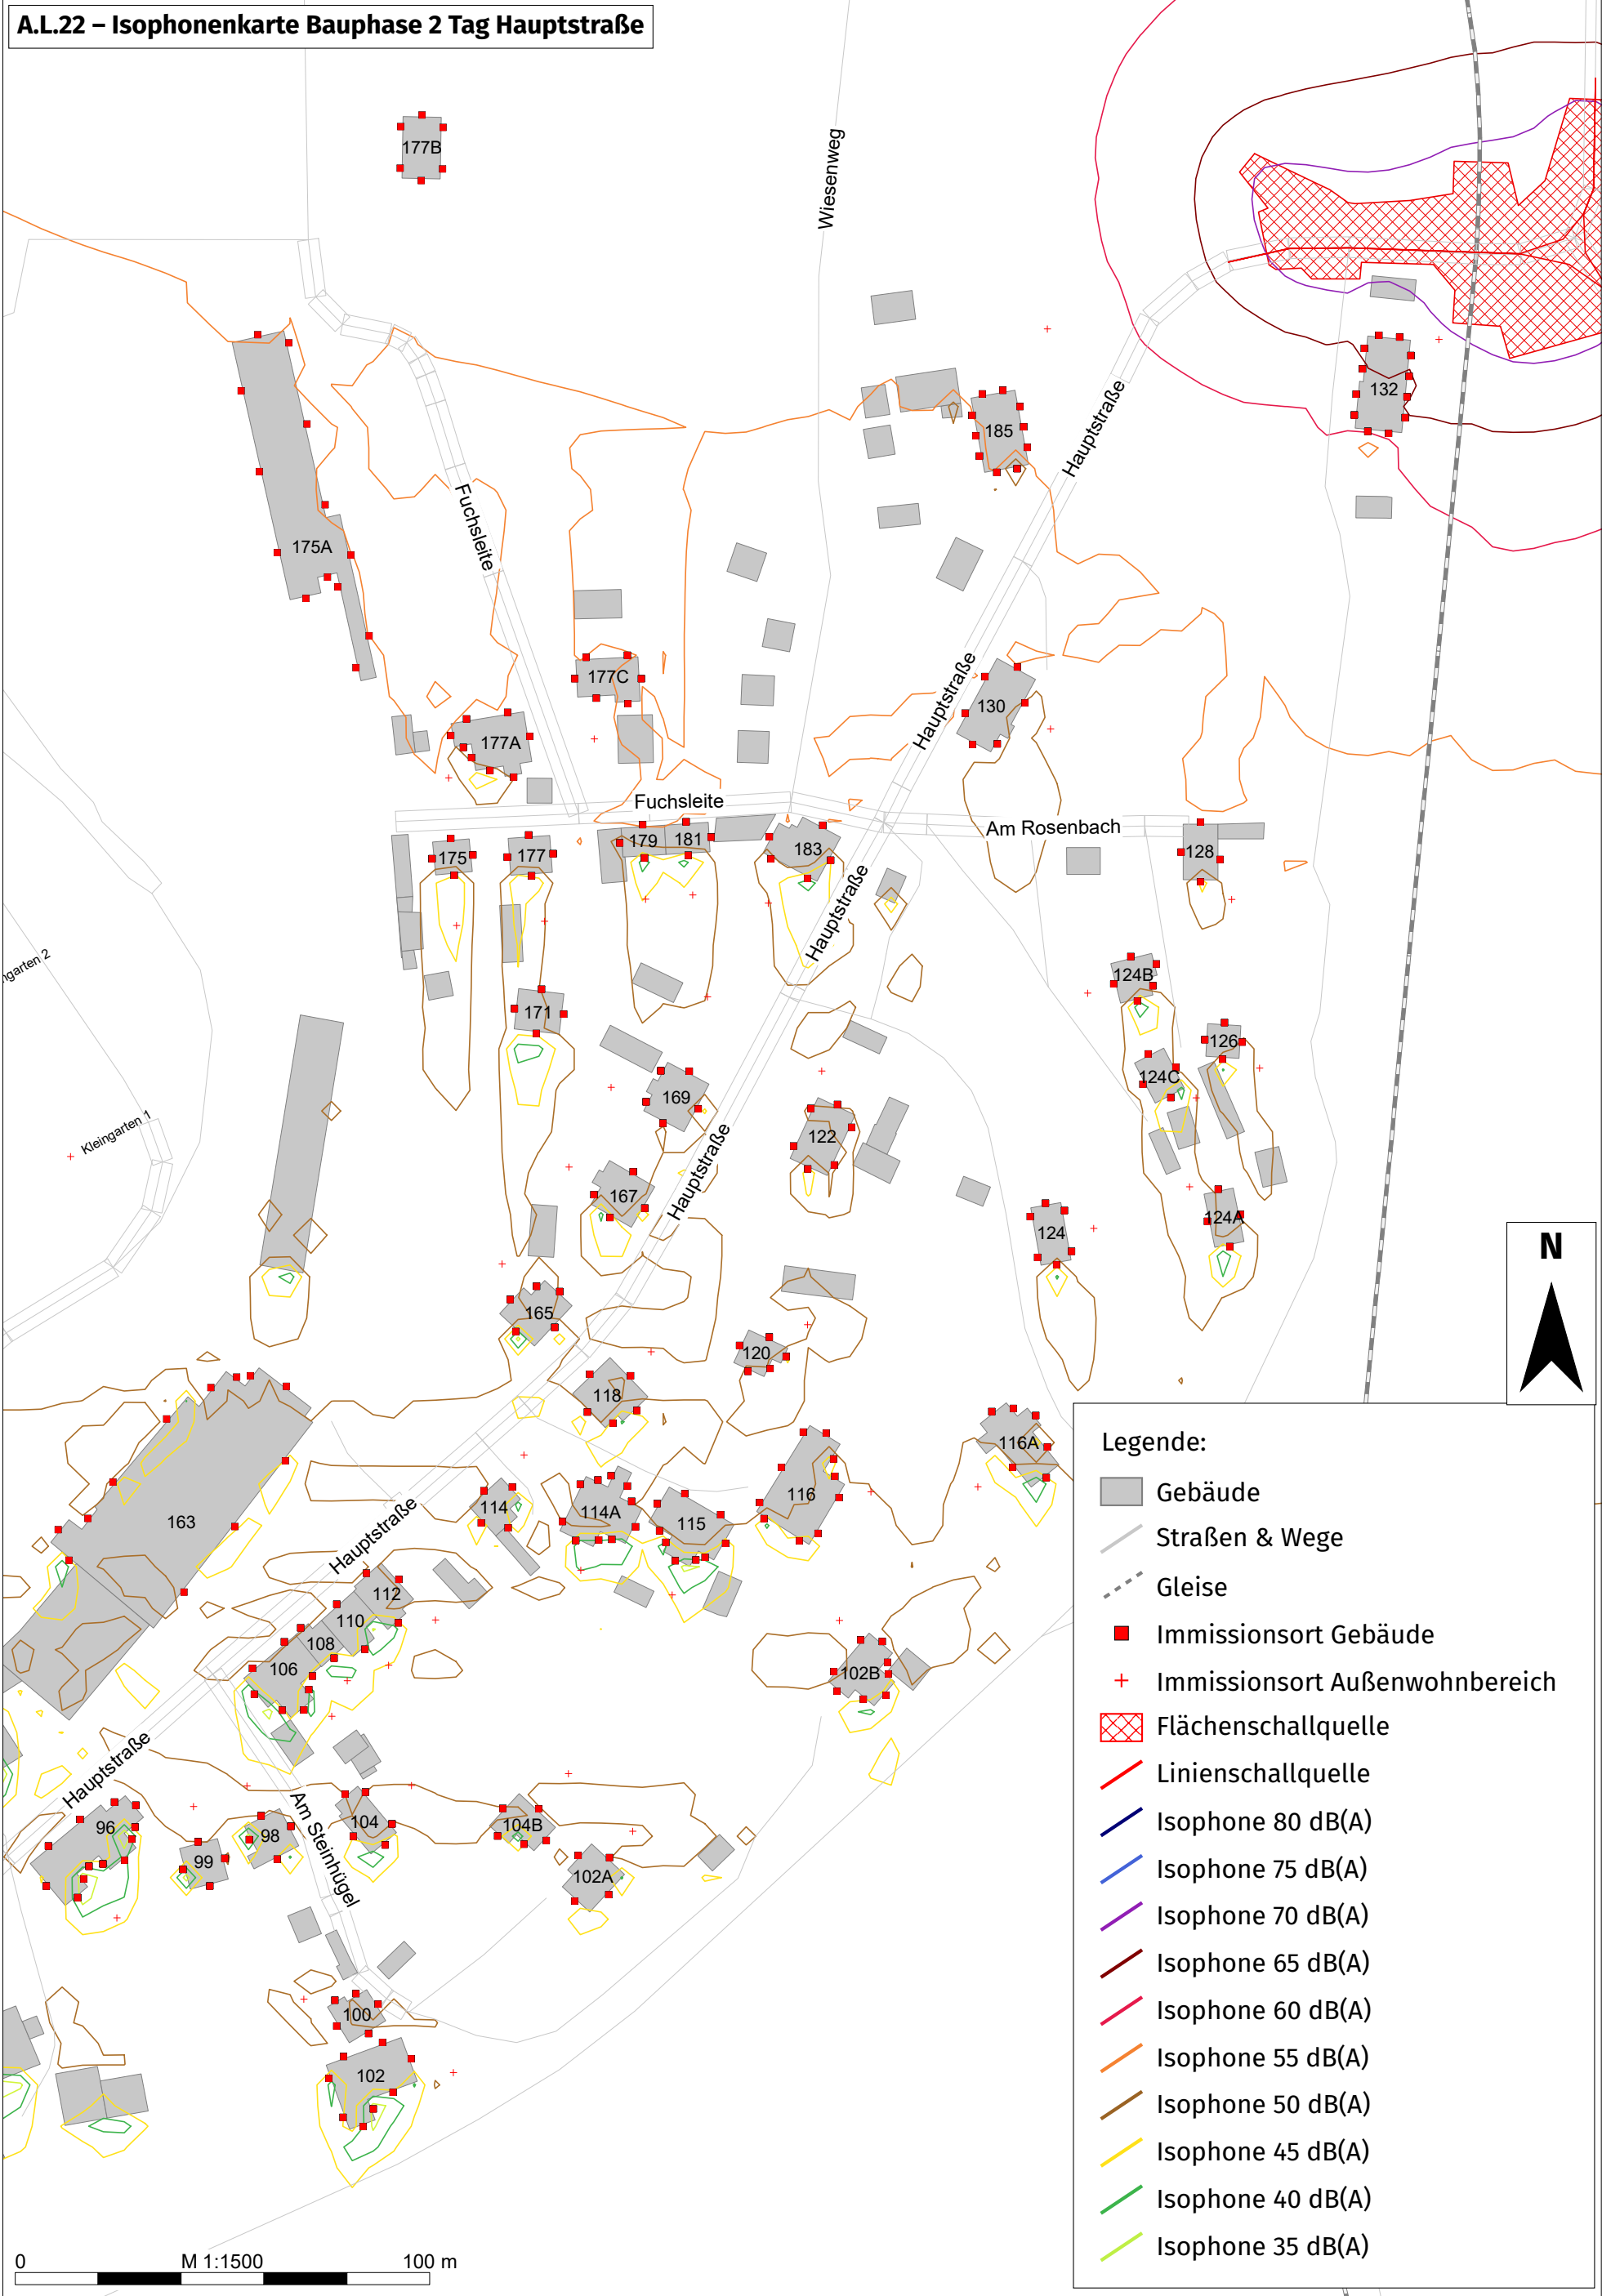 A.L.22 – Isophonenkarte Bauphase 2 Tag Hauptstraße
177B
Wiesenweg
132
185
Hauptstraße
Fuchsleite
175A
177C
130
Hauptstraße
177A
Fuchsleite
Am Rosenbach
179
181
183
175
177
128
Hauptstraße
ngarten 2
124B
171
126
124C
169
Kleingarten 1
122
Hauptstraße
167
124A
124
N
165
120
118
116A
116
114
114A
115
163
Hauptstraße
112
110
108
106
102B
Hauptstraße
Am Steinhügel
104
104B
96
98
99
102A
100
102
Legende:
Gebäude
Straßen & Wege
Gleise
Immissionsort Gebäude
Immissionsort Außenwohnbereich
Flächenschallquelle
Linienschallquelle
Isophone 80 dB(A)
Isophone 75 dB(A)
Isophone 70 dB(A)
Isophone 65 dB(A)
Isophone 60 dB(A)
Isophone 55 dB(A)
Isophone 50 dB(A)
Isophone 45 dB(A)
Isophone 40 dB(A)
Isophone 35 dB(A)
0 M 1:1500 100 m